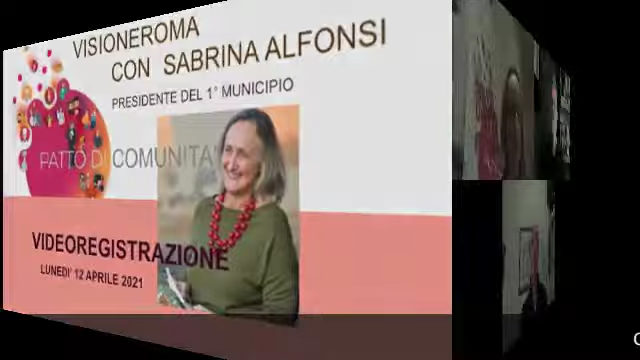 VISIONEROMA
CON SABRINA ALFONSI
PRESIDENTE DEL 1° MUNICIPIO
PATTO DI COMUNITA'
VIDEOREGISTRAZIONE
LUNEDI' 12 APRILE 2021